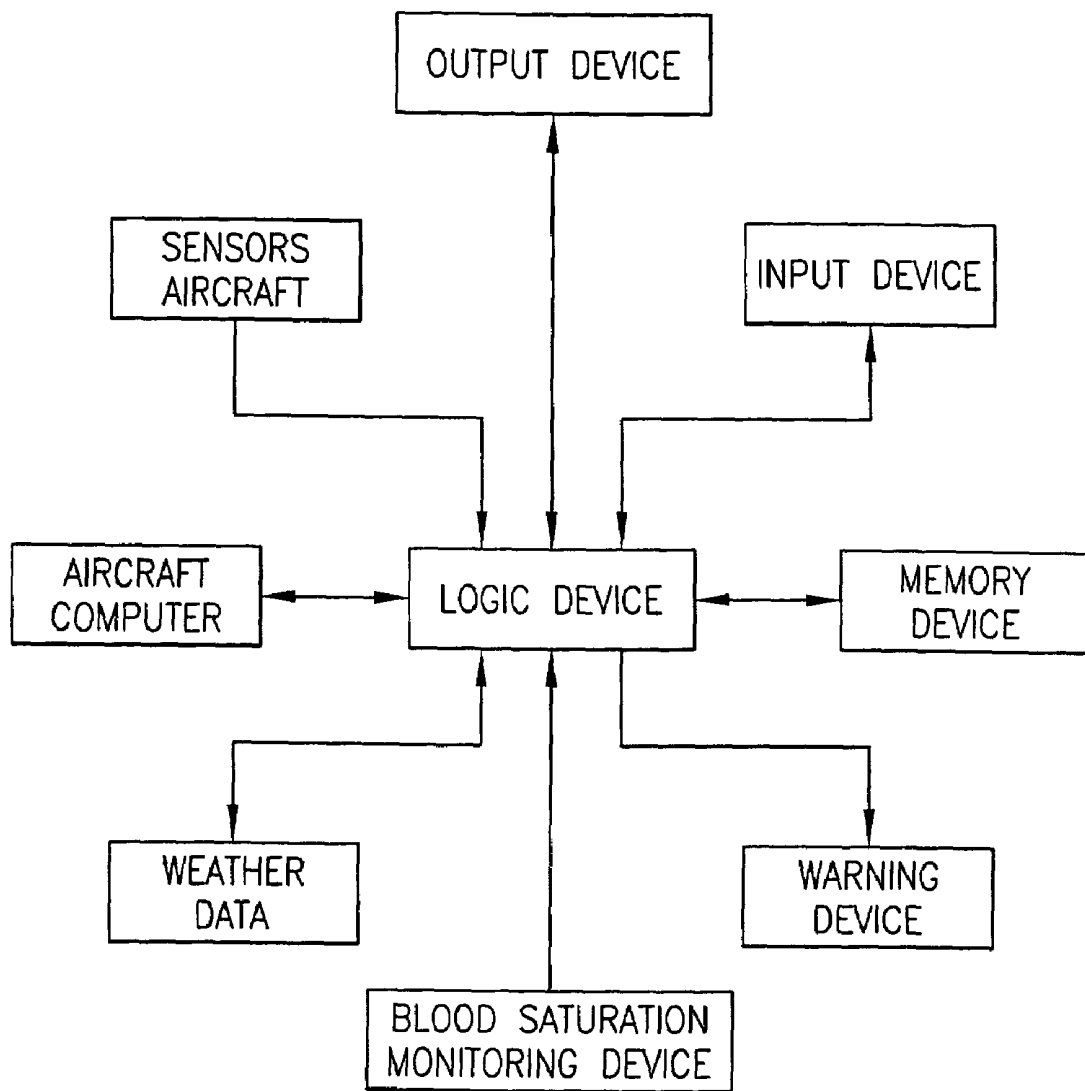 OUTPUT DEVICE
SENSORS
AIRCRAFT
INPUT DEVICE
AIRCRAFT
COMPUTER
LOGIC DEVICE
MEMORY
DEVICE
WEATHER
DATA
WARNING
DEVICE
BLOOD SATURATION
MONITORING DEVICE